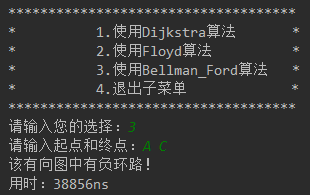 ************************************
*        1.使用Dijkstra算法        *
*        2.使用Floyd算法           *
*        3.使用Bellman_Ford算法    *
*        4.退出子菜单              *
************************************
请输入您的选择：3
请输入起点和终点：A C
该有向图中有负环路！
用时：38856ns